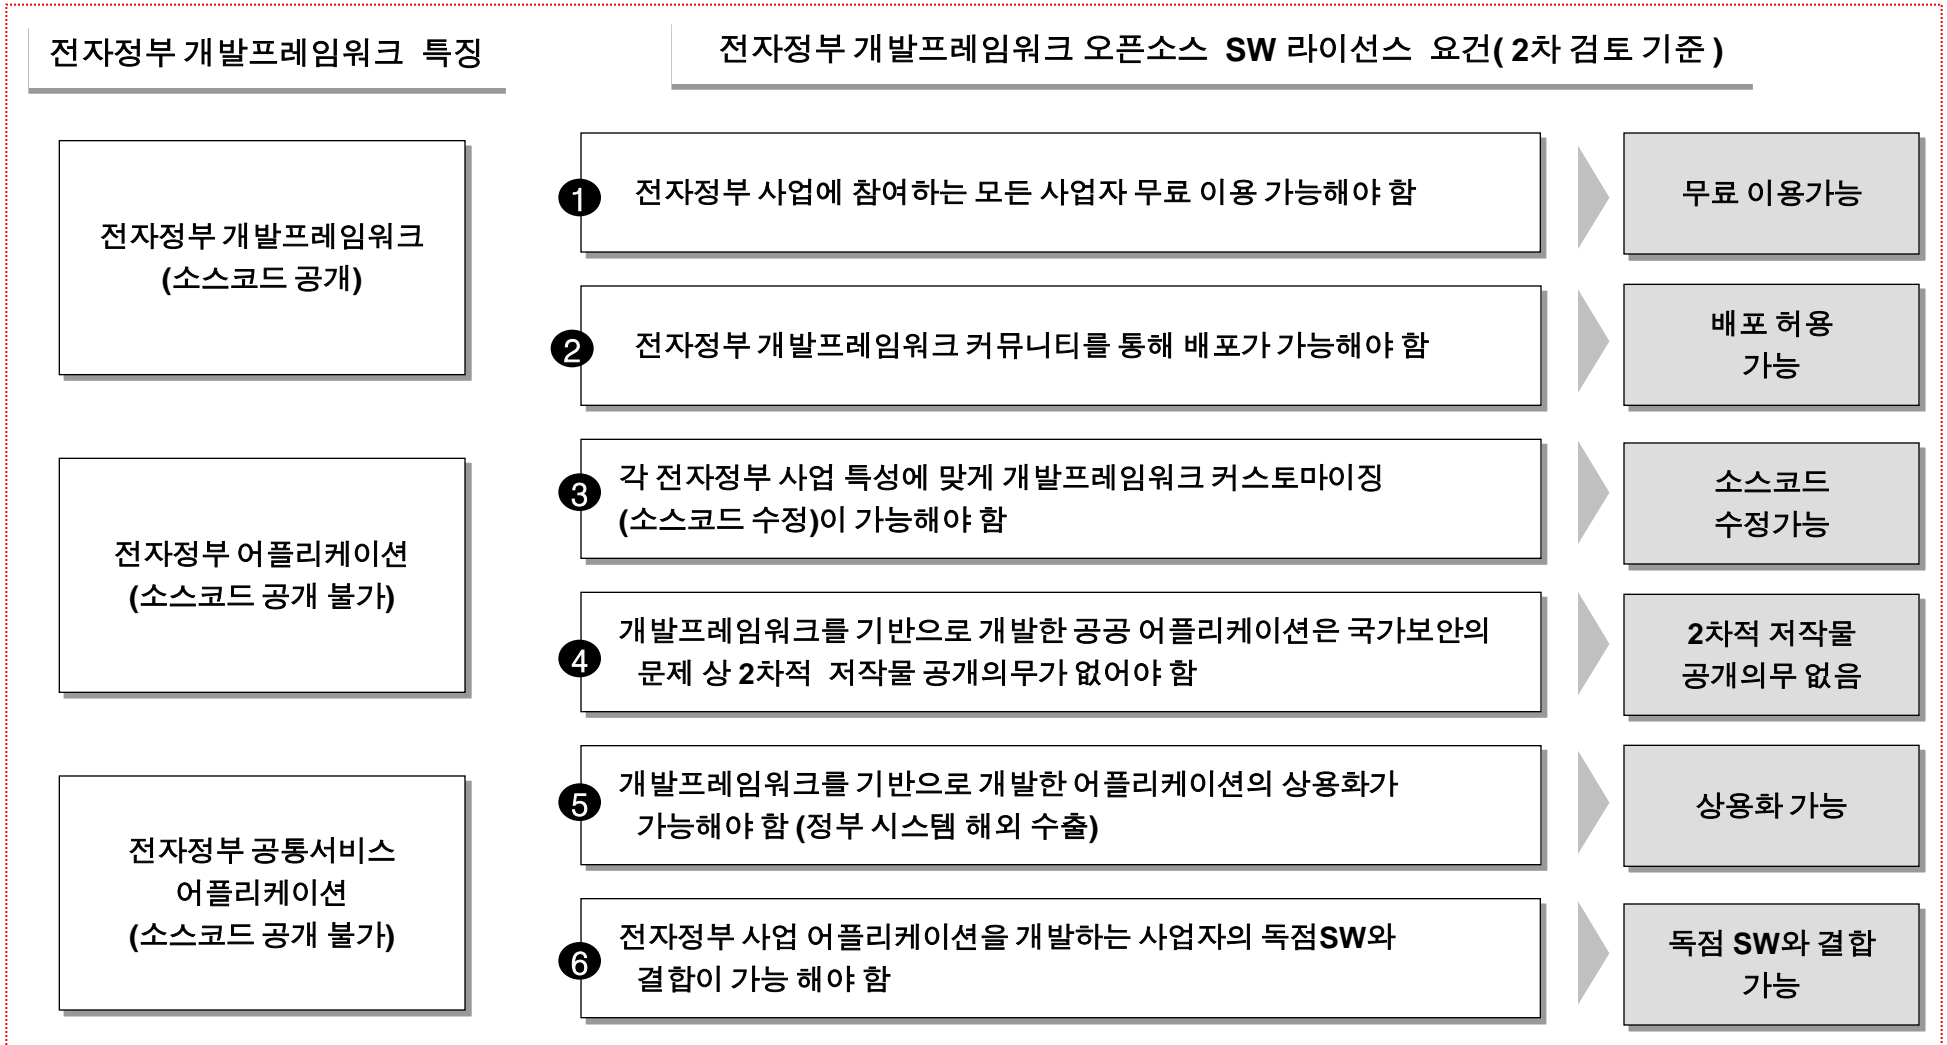 전자정부 개발프레임워크 특징
전자정부 개발프레임워크 오픈소스 SW 라이선스 요건( 2차 검토 기준 )
전자정부 개발프레임워크
(소스코드 공개)
전자정부 어플리케이션
(소스코드 공개 불가)
전자정부 공통서비스
어플리케이션
(소스코드 공개 불가)
1 전자정부 사업에 참여하는 모든 사업자 무료 이용 가능해야 함
무료 이용가능
2 전자정부 개발프레임워크 커뮤니티를 통해 배포가 가능해야 함
배포 허용
가능
3 각 전자정부 사업 특성에 맞게 개발프레임워크 커스토마이징
(소스코드 수정)이 가능해야 함
소스코드
수정가능
4 개발프레임워크를 기반으로 개발한 공공 어플리케이션은 국가보안의
문제 상 2차적 저작물 공개의무가 없어야 함
2차적 저작물
공개의무 없음
5 개발프레임워크를 기반으로 개발한 어플리케이션의 상용화가
가능해야 함 (정부 시스템 해외 수출)
상용화 가능
6 전자정부 사업 어플리케이션을 개발하는 사업자의 독점SW와
결합이 가능 해야 함
독점 SW와 결합
가능